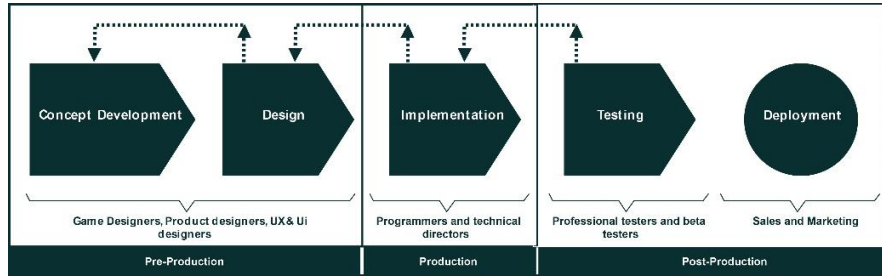 Concept Development
Design
Implementation
Testing
Deployment
Game Designers, Product designers, UX& Ui
designers
Programmers and technical
directors
Professional testers and beta
testers
Sales and Marketing
Pre-Production
Production
Post-Production